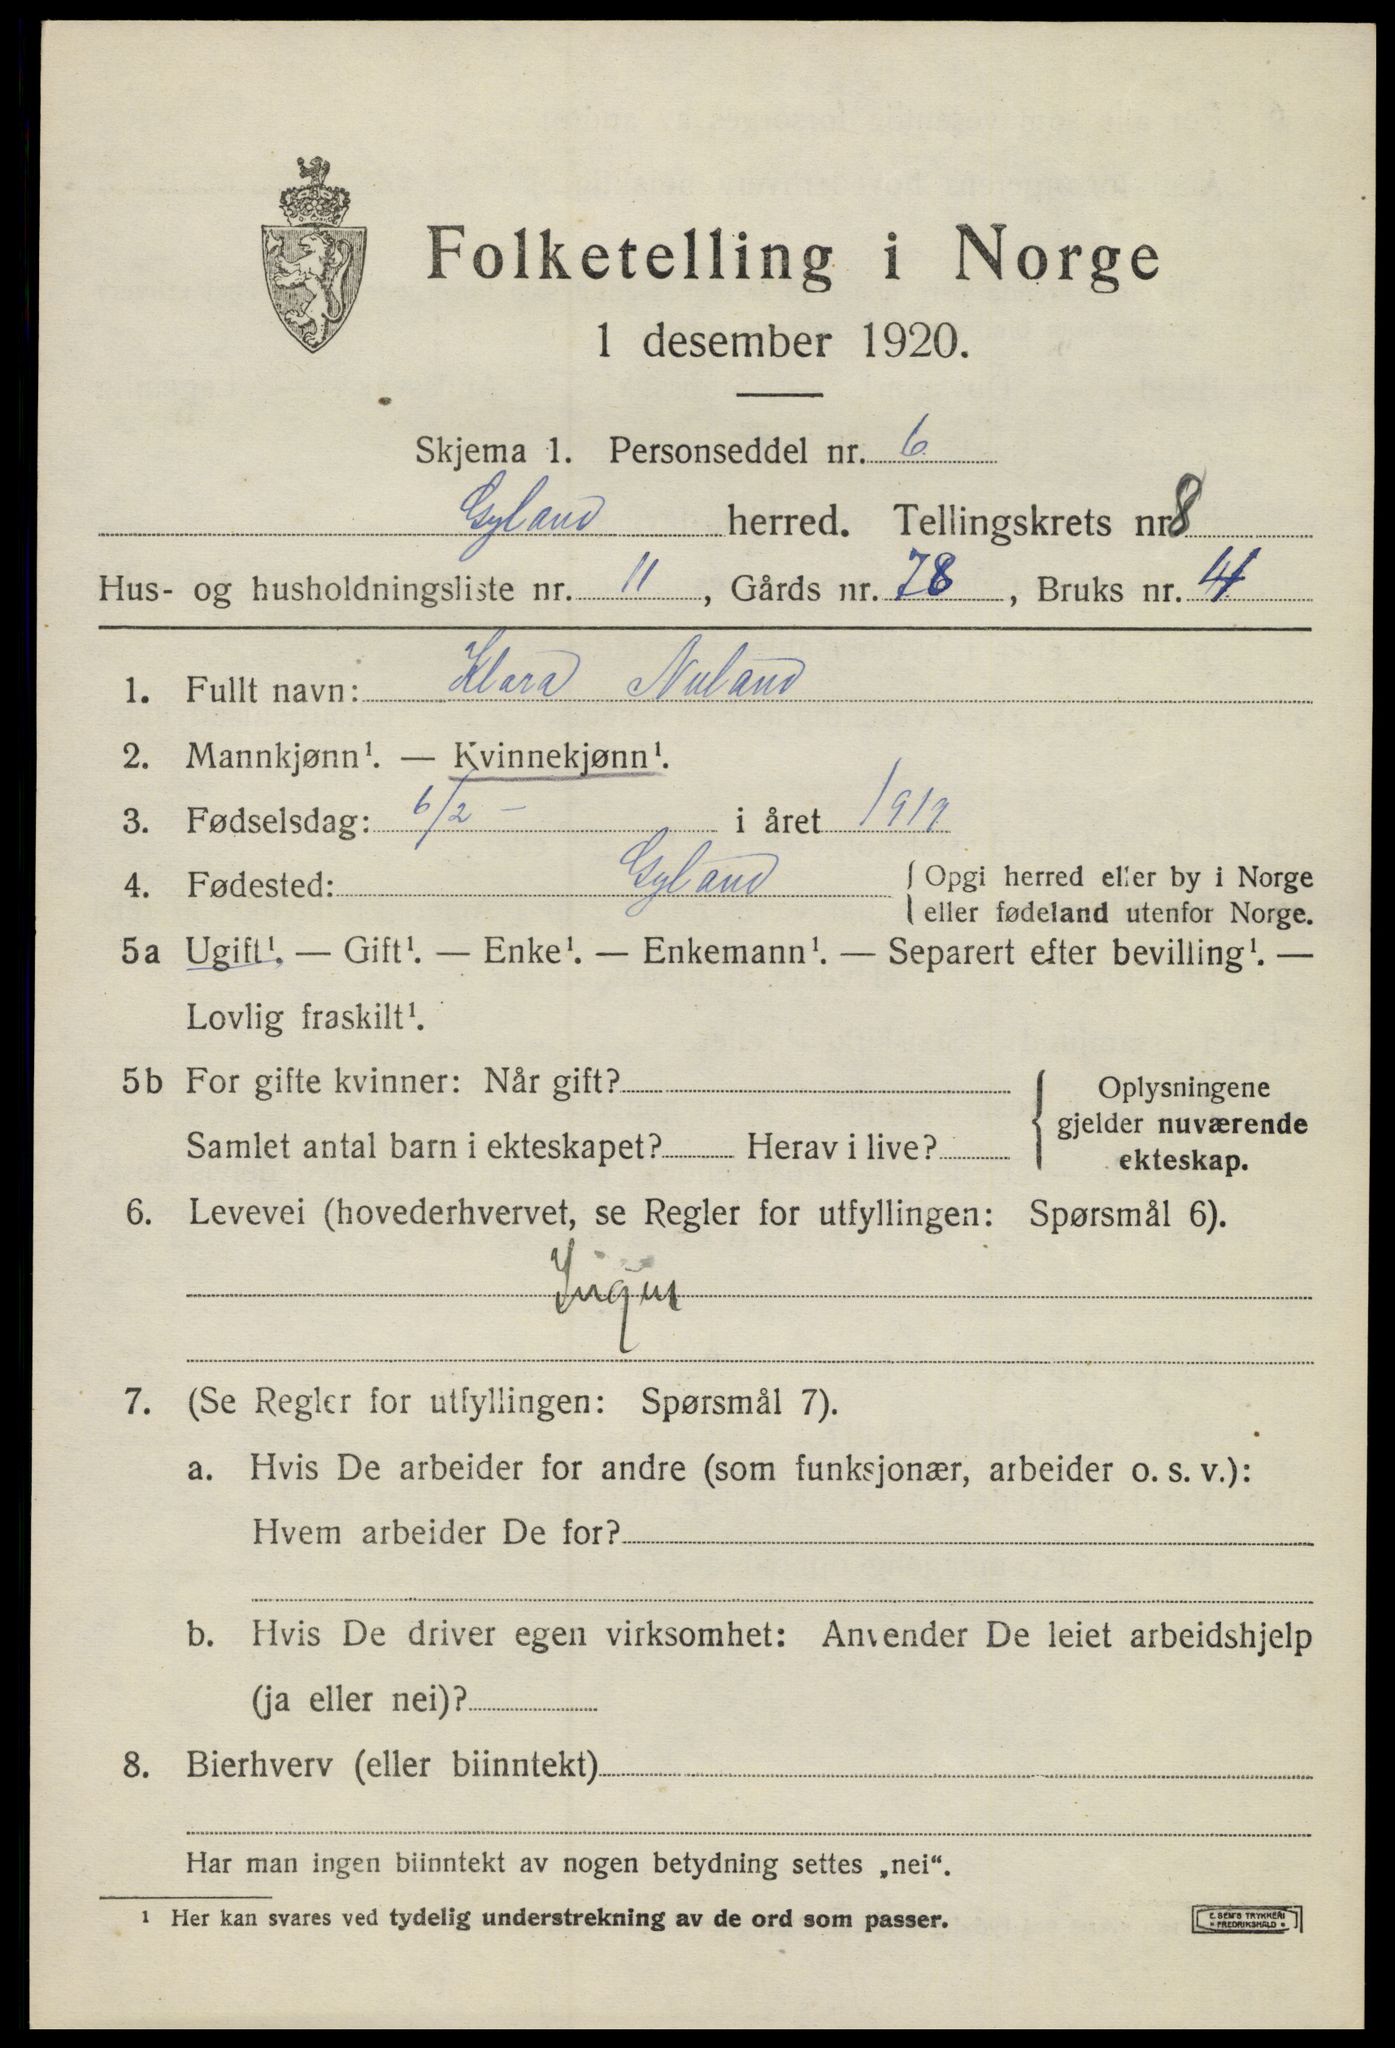 Folketelling i Norge
1 desember 1920.
Skjema 1. Personseddel nr. 6
Gyland herred. Tellingskrets nr 8
Hus- og husholdningsliste nr. 11, Gårds nr. 78, Bruks nr. 4
1. Fullt navn: Klara Nuland
2. Mannkjønn¹. — Kvinnekjønn¹.
3. Fødselsdag: 6/2 - i året 1919
4. Fødested: Gyland { Opgi herred eller by i Norge
eller fødeland utenfor Norge.
5a Ugift¹. — Gift¹. — Enke¹. — Enkemann¹. — Separert efter bevilling¹. —
Lovlig fraskilt¹.
5b For gifte kvinner: Når gift? { Oplysningene
gjelder nuværende
Samlet antal barn i ekteskapet? Herav i live?
ekteskap.
6. Levevei (hovederhvervet, se Regler for utfyllingen: Spørsmål 6).
Ingen
7. (Se Regler for utfyllingen: Spørsmål 7).
a. Hvis De arbeider for andre (som funksjonær, arbeider o. s. v.):
Hvem arbeider De for?
b. Hvis De driver egen virksomhet: Anvender De leiet arbeidshjelp
(ja eller nei)?
8. Bierhverv (eller biinntekt)
Har man ingen biinntekt av nogen betydning settes „nei“.
¹ Her kan svares ved tydelig understrekning av de ord som passer.
E. SEM'S TRYKKERI
• FREDRIKSHALD •